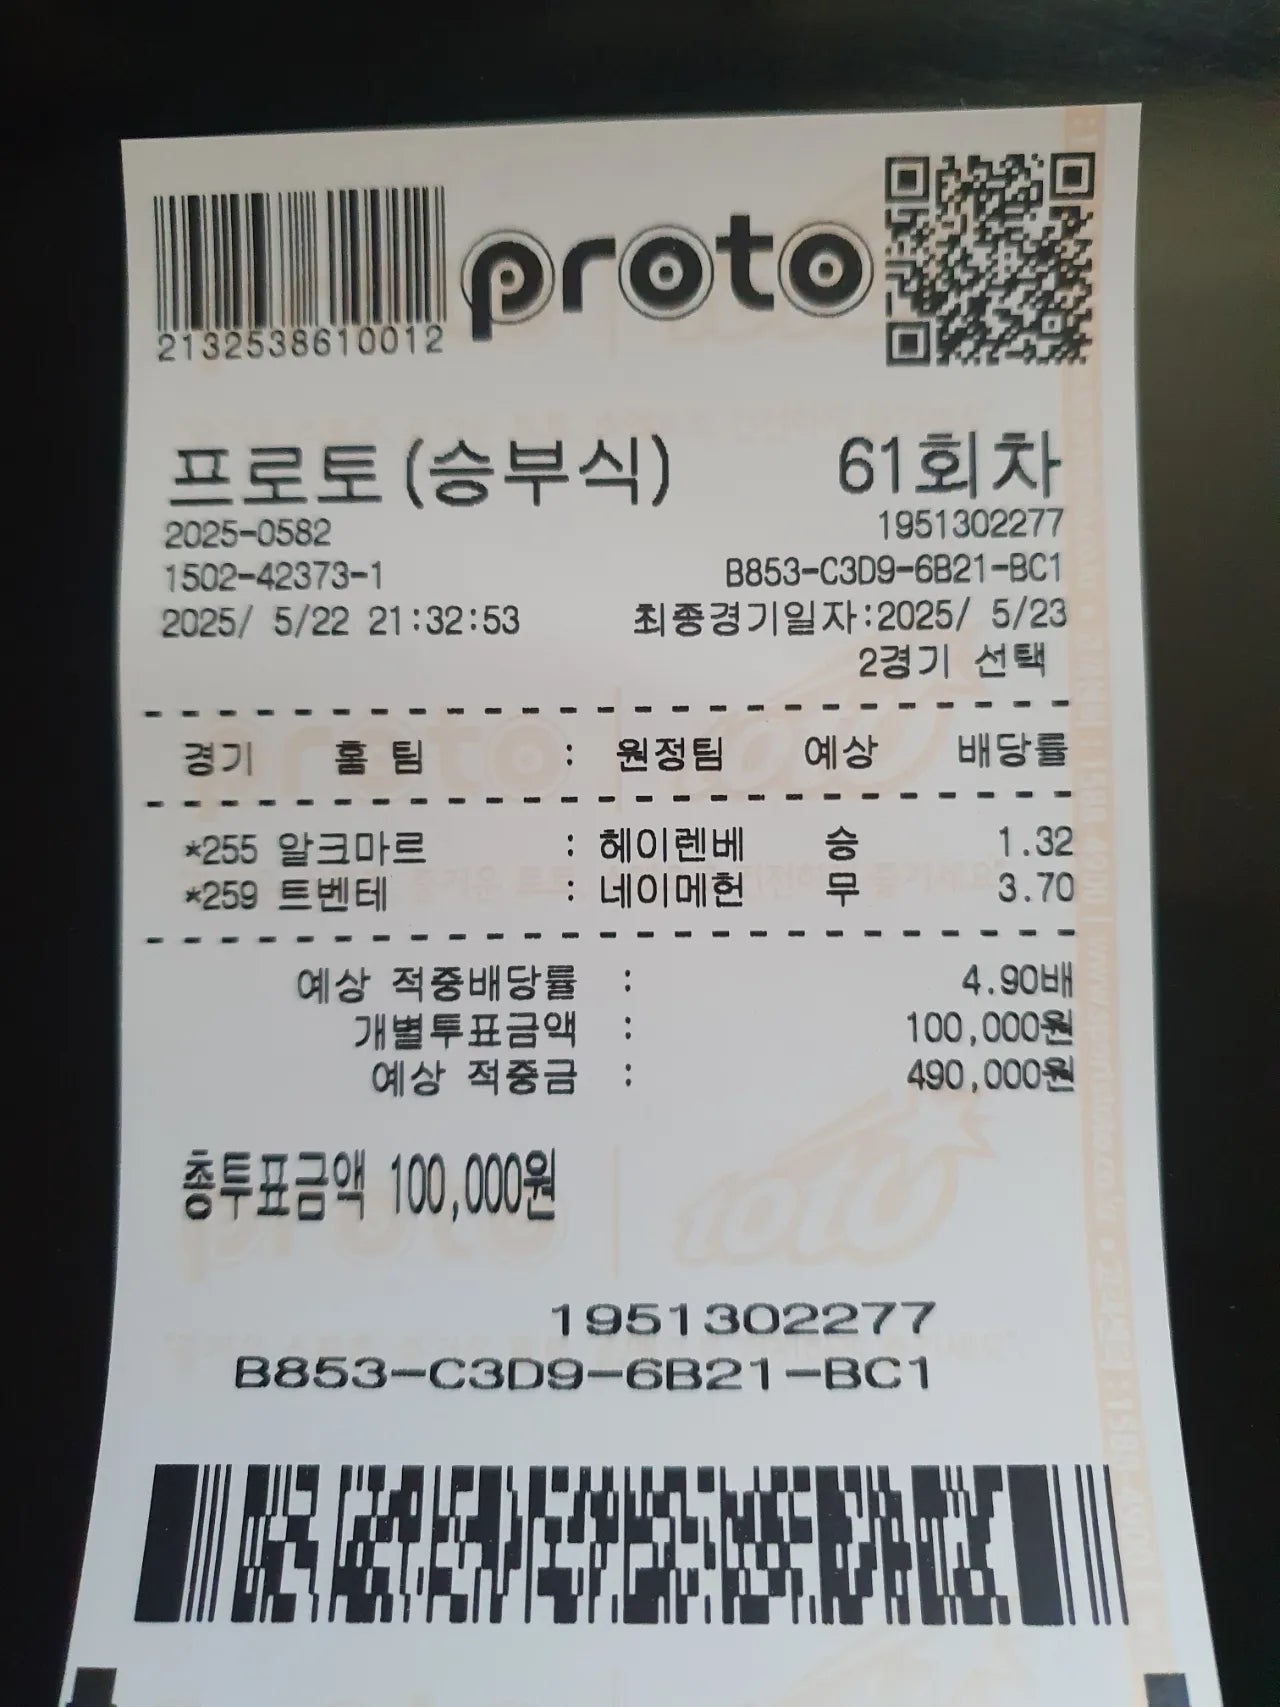 proto
2132538610012
프로토(승부식) 61회차
2025-0582 1951302277
1502-42373-1 B853-C3D9-6B21-BC1
2025/ 5/22 21:32:53 최종경기일자:2025/ 5/23
2경기 선택
경기 홈 팀 : 원정팀 예상 배당률
*255 알크마르 : 헤이렌베 승 1.32
*259 트벤테 : 네이메헌 무 3.70
예상 적중배당률 : 4.90배
개별투표금액 : 100,000원
예상 적중금 : 490,000원
총투표금액 100,000원
1951302277
B853-C3D9-6B21-BC1